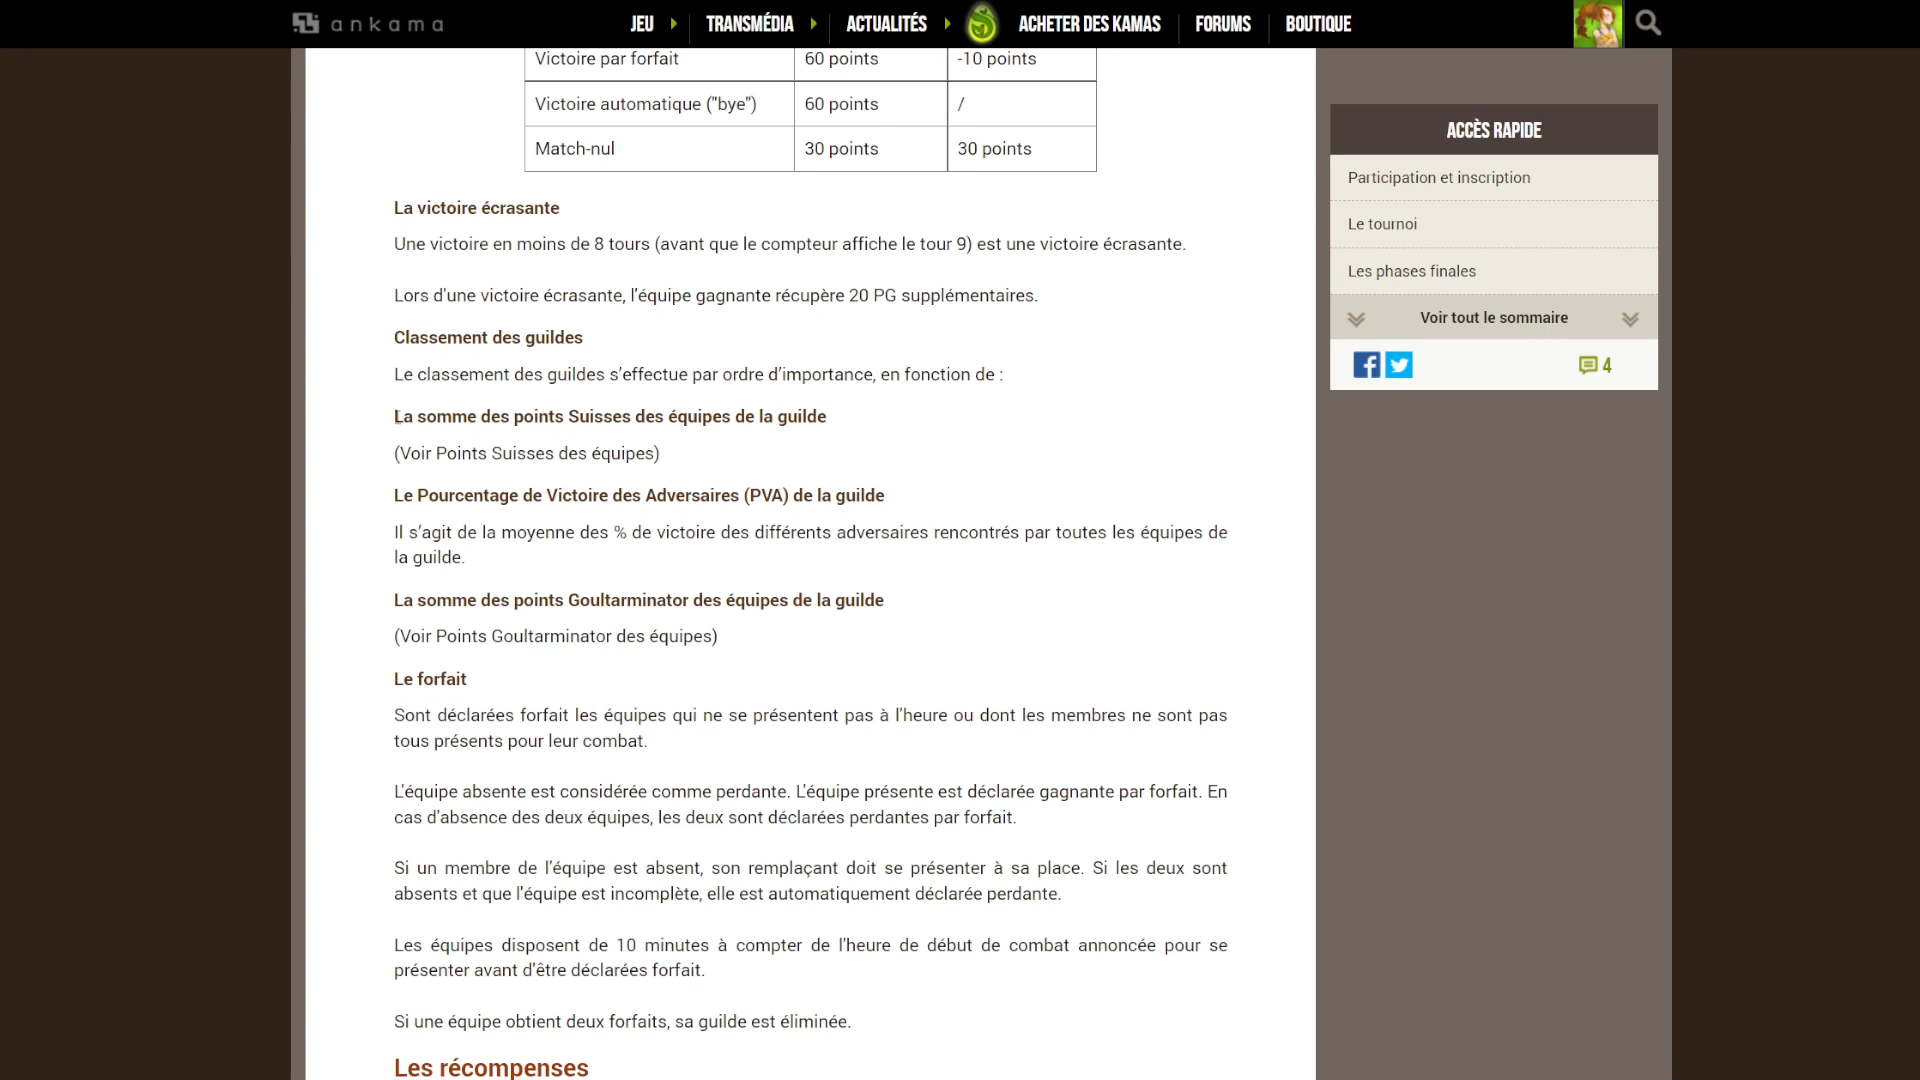 ankama
JEU
TRANSMÉDIA
ACTUALITÉS
ACHETER DES KAMAS
FORUMS
BOUTIQUE
Victoire par forfait 60 points -10 points
Victoire automatique ("bye") 60 points /
Match-nul 30 points 30 points
La victoire écrasante
Une victoire en moins de 8 tours (avant que le compteur affiche le tour 9) est une victoire écrasante.
Lors d'une victoire écrasante, l'équipe gagnante récupère 20 PG supplémentaires.
Classement des guildes
Le classement des guildes s’effectue par ordre d’importance, en fonction de :
La somme des points Suisses des équipes de la guilde
(Voir Points Suisses des équipes)
Le Pourcentage de Victoire des Adversaires (PVA) de la guilde
Il s’agit de la moyenne des % de victoire des différents adversaires rencontrés par toutes les équipes de
la guilde.
La somme des points Goultarminator des équipes de la guilde
(Voir Points Goultarminator des équipes)
Le forfait
Sont déclarées forfait les équipes qui ne se présentent pas à l'heure ou dont les membres ne sont pas
tous présents pour leur combat.
L'équipe absente est considérée comme perdante. L'équipe présente est déclarée gagnante par forfait. En
cas d'absence des deux équipes, les deux sont déclarées perdantes par forfait.
Si un membre de l'équipe est absent, son remplaçant doit se présenter à sa place. Si les deux sont
absents et que l'équipe est incomplète, elle est automatiquement déclarée perdante.
Les équipes disposent de 10 minutes à compter de l'heure de début de combat annoncée pour se
présenter avant d'être déclarées forfait.
Si une équipe obtient deux forfaits, sa guilde est éliminée.
Les récompenses
ACCÈS RAPIDE
Participation et inscription
Le tournoi
Les phases finales
Voir tout le sommaire
4